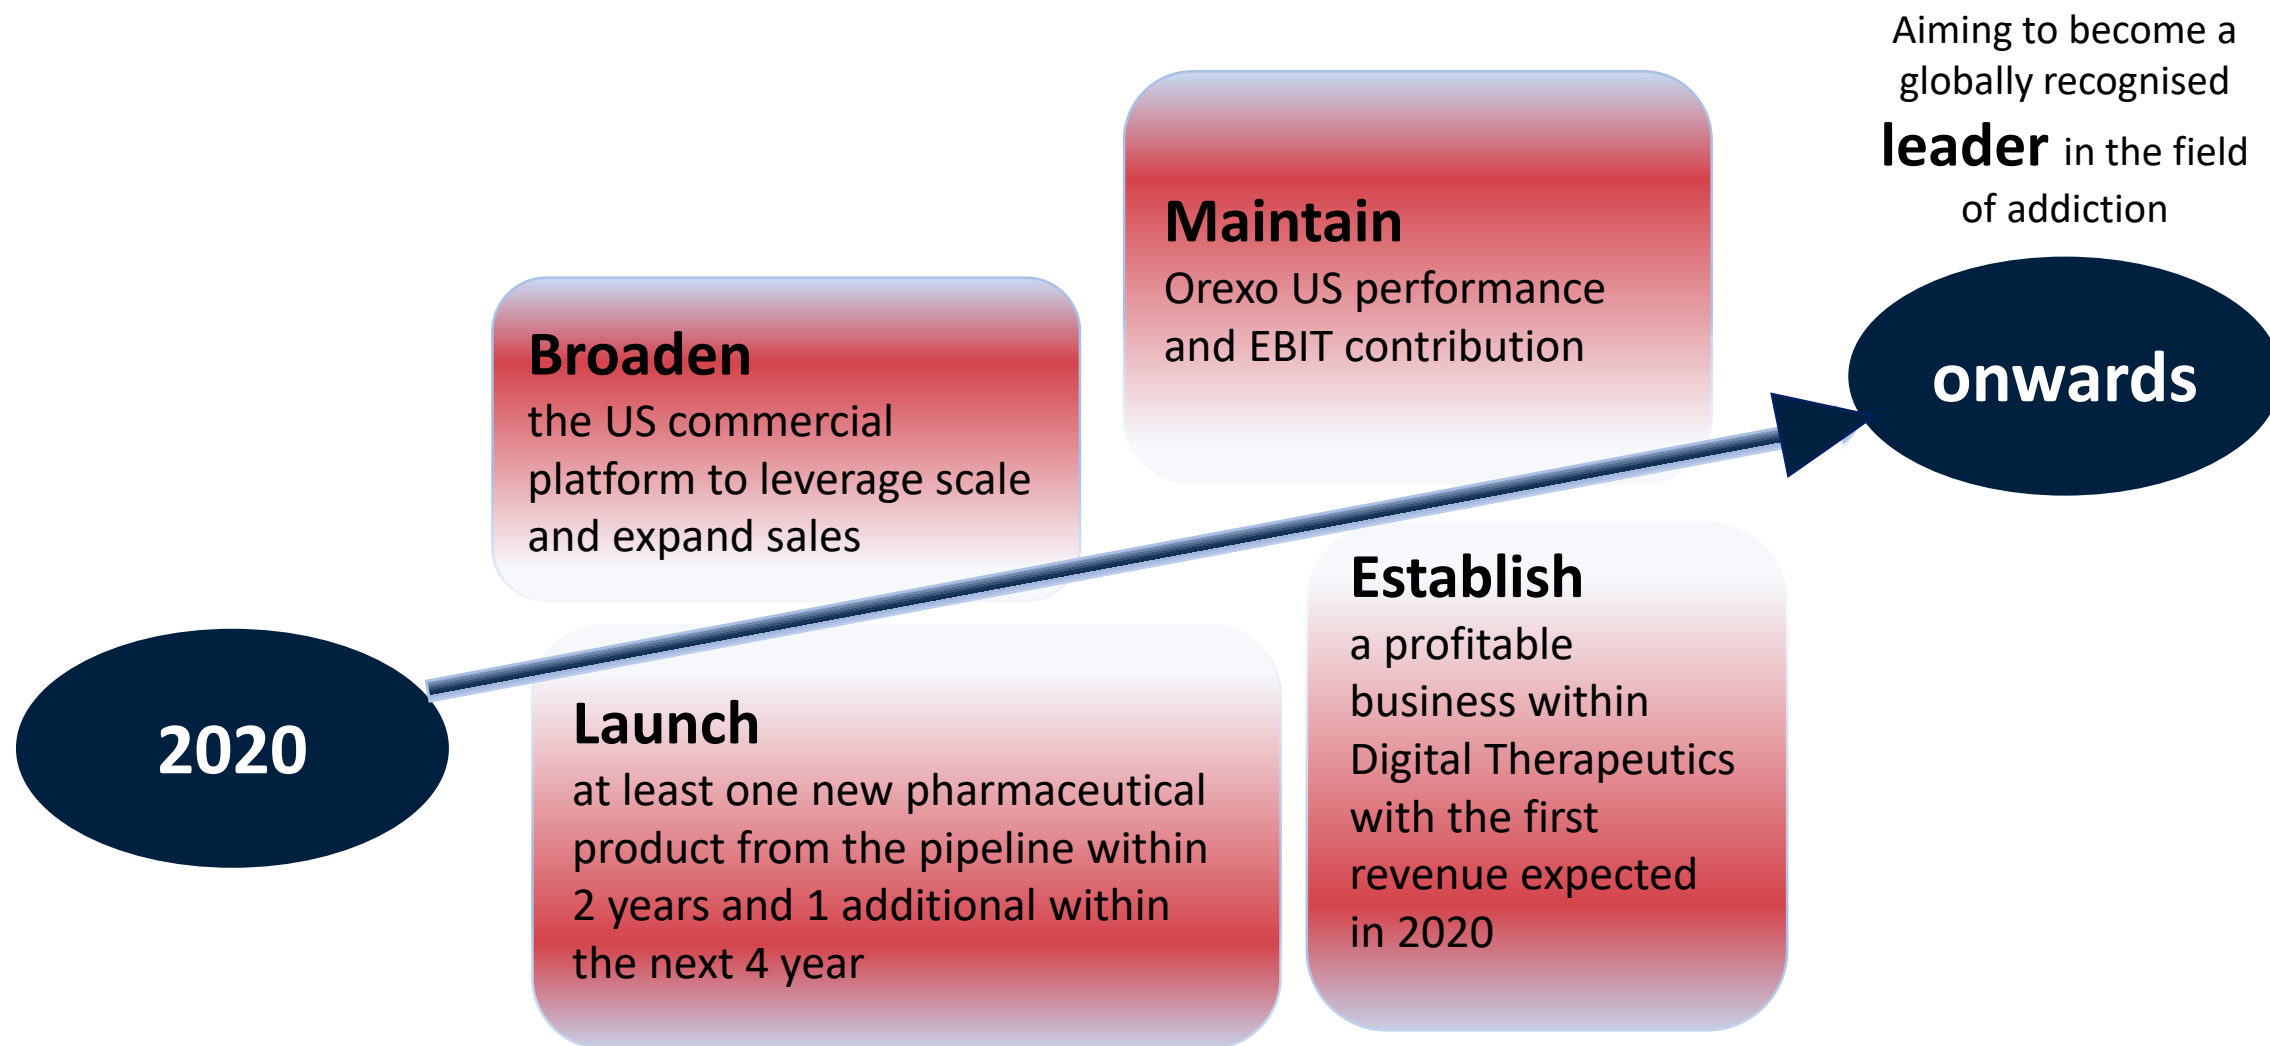 Aiming to become a
globally recognised
leader in the field
of addiction
Maintain
Orexo US performance
and EBIT contribution
Broaden
the US commercial
platform to leverage scale
and expand sales
onwards
Establish
a profitable
business within
Digital Therapeutics
with the first
revenue expected
in 2020
Launch
at least one new pharmaceutical
product from the pipeline within
2 years and 1 additional within
the next 4 year
2020